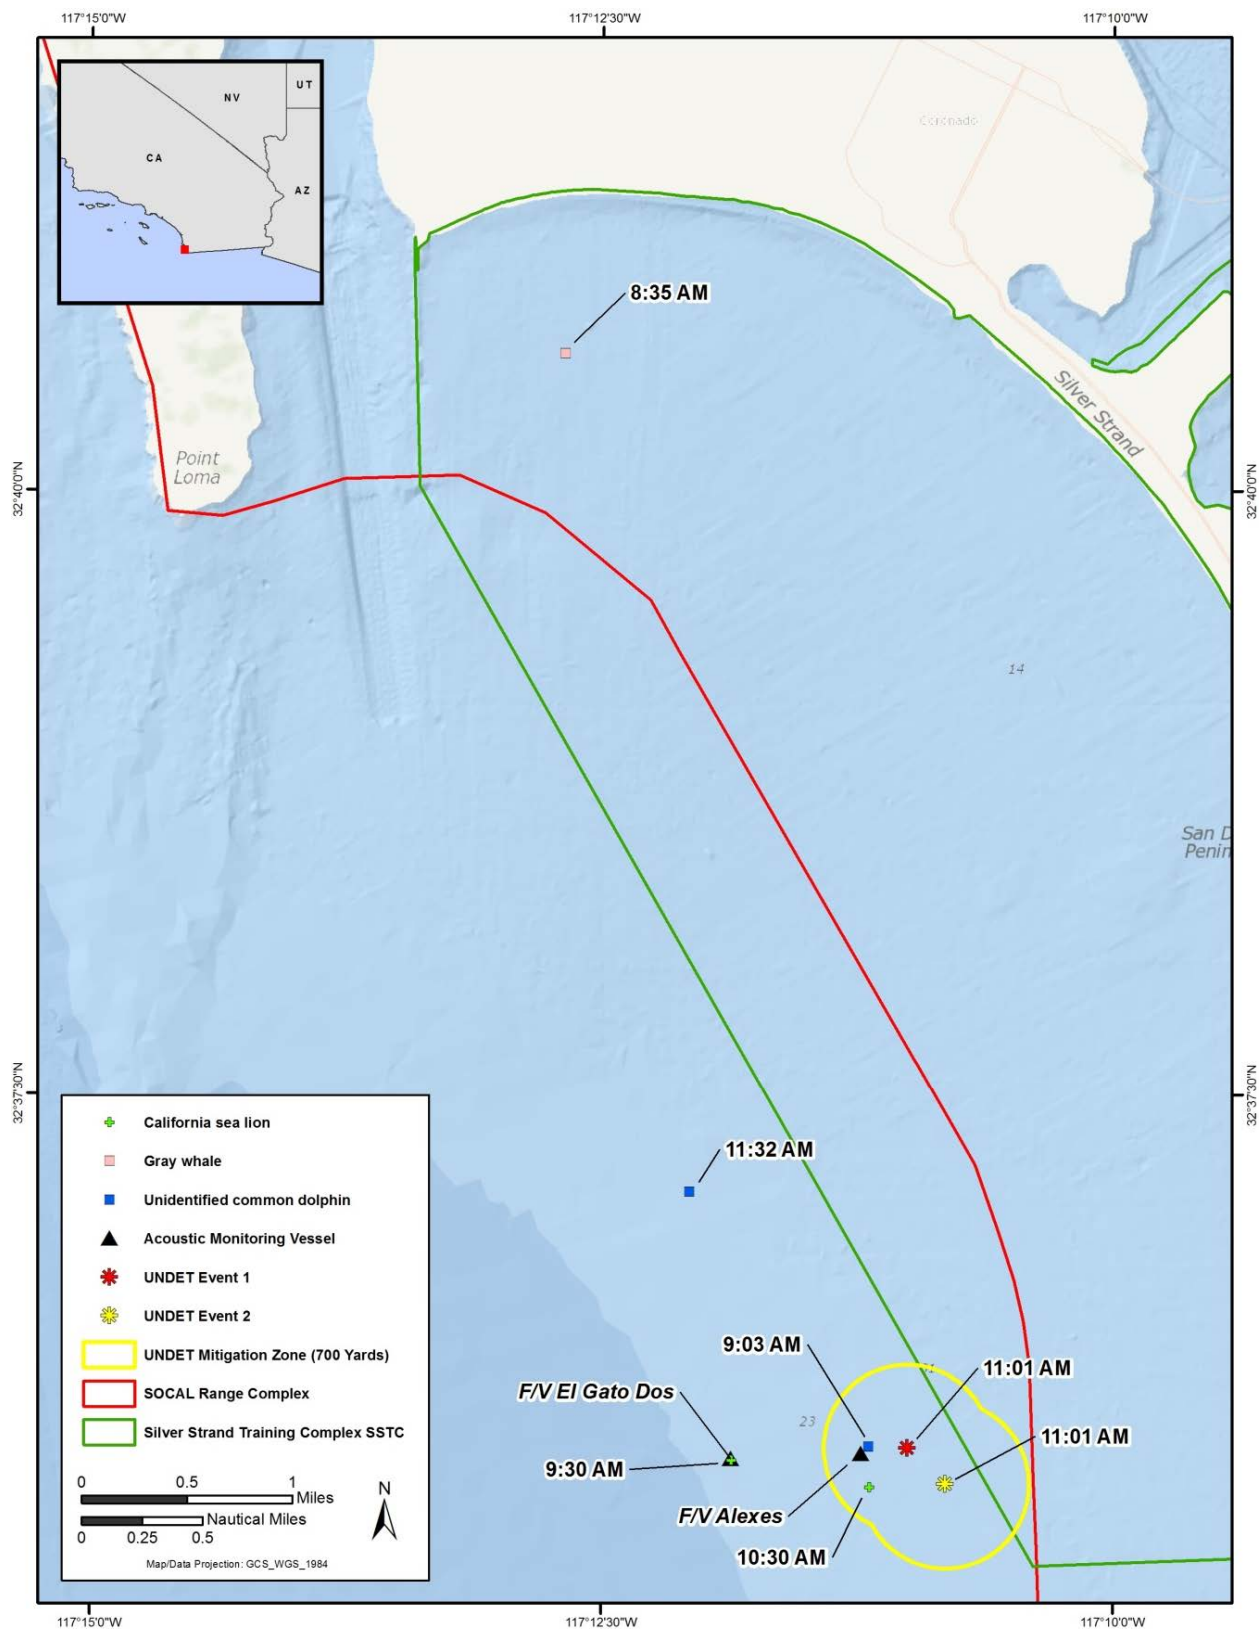 117°15'0"W
117°12'30"W
117°10'0"W
UT
NV
CA
AZ
Coronado
8:35 AM
Silver Strand
Point
Loma
32°40'0"N
32°40'0"N
14
San D
Penin
32°37'30"N
32°37'30"N
11:32 AM
California sea lion
Gray whale
Unidentified common dolphin
Acoustic Monitoring Vessel
UNDET Event 1
UNDET Event 2
UNDET Mitigation Zone (700 Yards)
SOCAL Range Complex
Silver Strand Training Complex SSTC
0 0.5 1
Miles
Nautical Miles
0 0.25 0.5
N
Map/Data Projection: GCS_WGS_1984
9:03 AM
11:01 AM
F/V El Gato Dos
23
11:01 AM
9:30 AM
F/V Alexes
10:30 AM
117°15'0"W
117°12'30"W
117°10'0"W